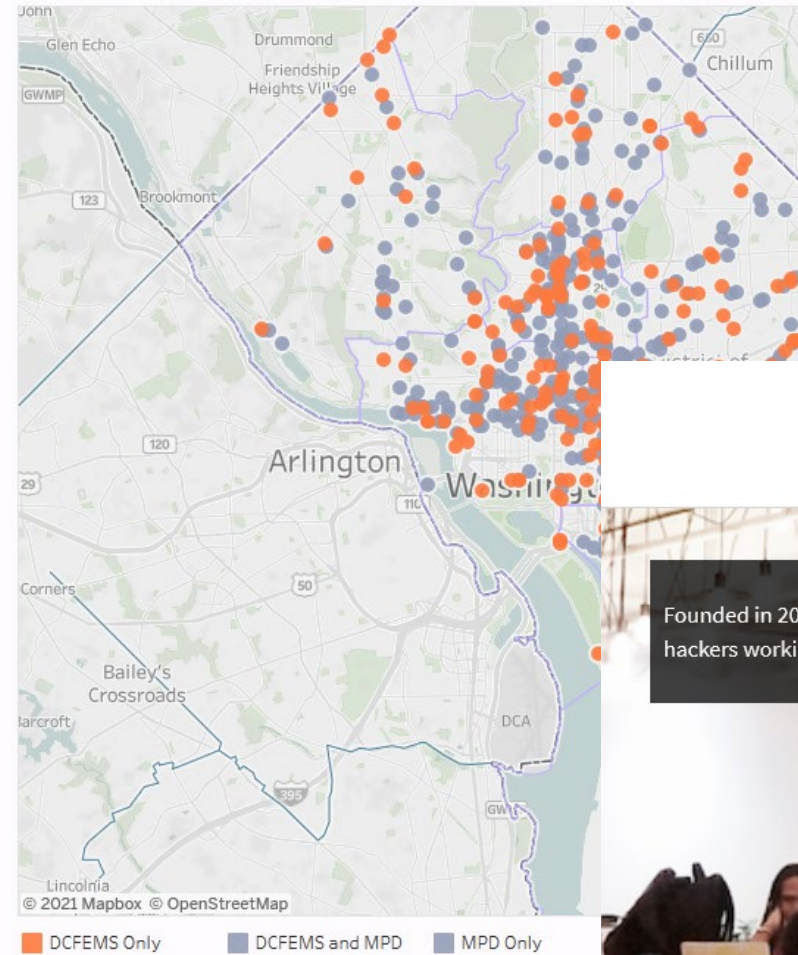 John
Glen Echo
Drummond
Friendship
Heights Village
650
Chillum
GWMP
123
Brookmont
29
120
Arlington
29
110
Corners
50
Bailey's
Crossroads
Barcroft
DCA
395
Lincolnia
© 2021 Mapbox © OpenStreetMap
DCFEMS Only
DCFEMS and MPD
MPD Only
Founded in 20
hackers worki